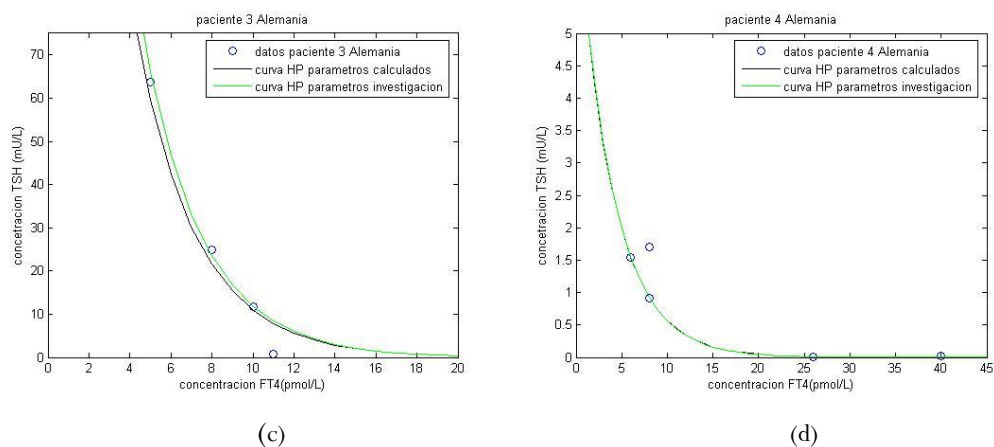 paciente 3 Alemania
datos paciente 3 Alemania
curva HP parametros calculados
curva HP parametros investigacion
concetracion TSH (mU/L)
70
60
50
40
30
20
10
0
0 2 4 6 8 10 12 14 16 18 20
concentracion FT4(pmol/L)
(c)
paciente 4 Alemania
datos paciente 4 Alemania
curva HP parametros calculados
curva HP parametros investigacion
concetracion TSH (mU/L)
5
4.5
4
3.5
3
2.5
2
1.5
1
0.5
0
0 5 10 15 20 25 30 35 40 45
concentracion FT4(pmol/L)
(d)